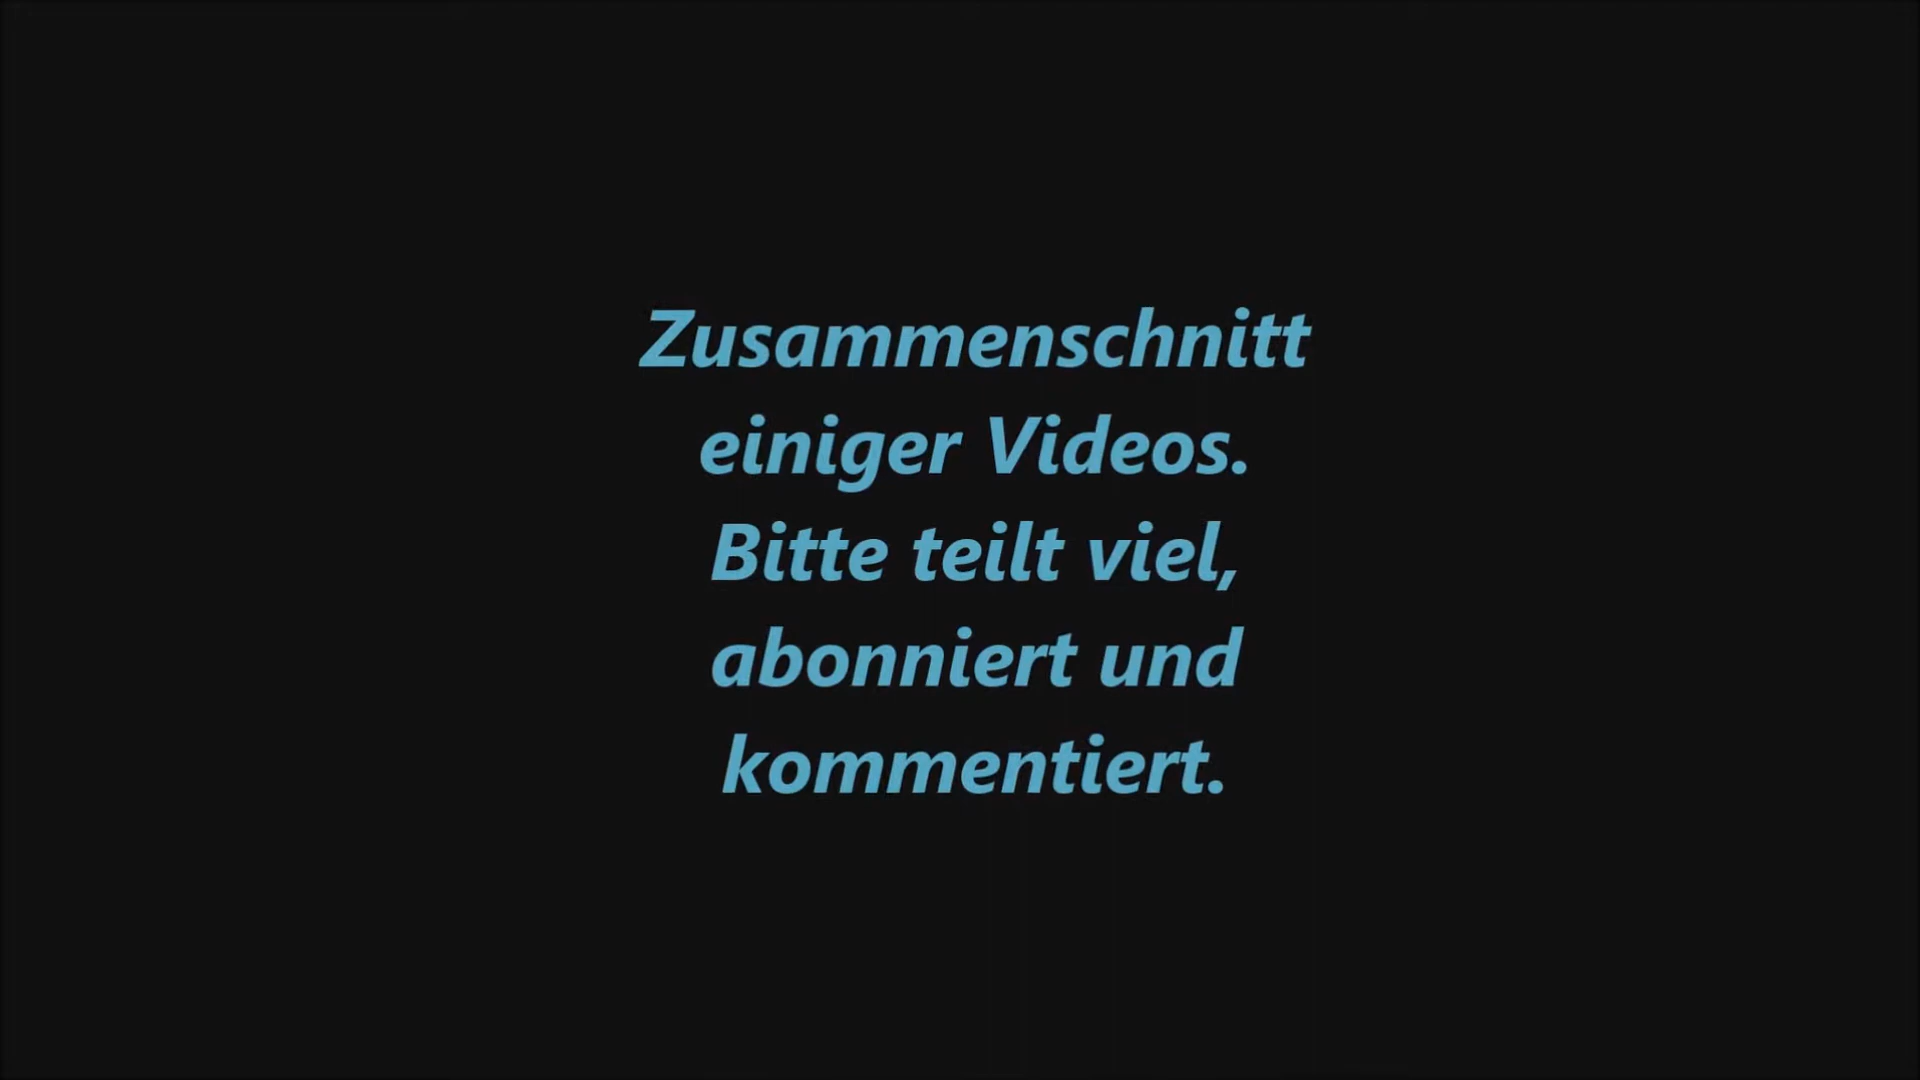 Zusammenschnitt
einiger Videos.
Bitte teilt viel,
abonniert und
kommentiert.